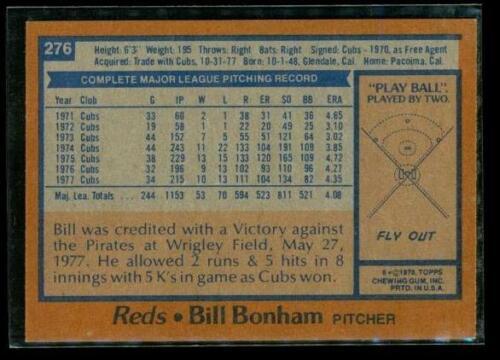 276
Height: 6'3" Weight: 195 Throws: Right Bats: Right Signed: Cubs - 1970, as Free Agent
Acquired: Trade with Cubs, 10-31-77 Born: 10-1-48, Glendale, Cal. Home: Pacoima, Cal.
COMPLETE MAJOR LEAGUE PITCHING RECORD
Year Club G IP W L R ER SO BB ERA
1971 Cubs 33 60 2 1 38 31 41 36 4.65
1972 Cubs 19 58 1 1 22 20 49 25 3.10
1973 Cubs 44 152 7 5 55 51 121 64 3.02
1974 Cubs 44 243 11 22 133 104 191 109 3.85
1975 Cubs 38 229 13 15 133 120 165 109 4.72
1976 Cubs 32 196 9 13 102 93 110 96 4.27
1977 Cubs 34 215 10 13 111 104 134 82 4.35
Maj. Lea. Totals 244 1153 53 70 594 523 811 521 4.08
"PLAY BALL"
PLAYED BY TWO.
FLY OUT
Bill was credited with a Victory against
the Pirates at Wrigley Field, May 27,
1977. He allowed 2 runs & 5 hits in 8
innings with 5 K's in game as Cubs won.
© 1978, TOPPS
CHEWING GUM, INC.
PRTD. IN U.S.A.
Reds • Bill Bonham PITCHER